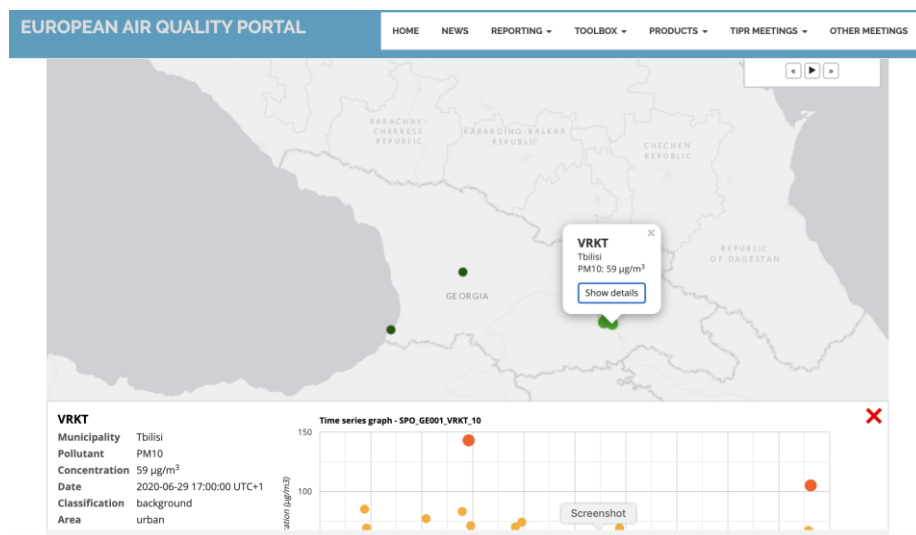 EUROPEAN AIR QUALITY PORTAL
HOME NEWS REPORTING TOOLBOX PRODUCTS TIPR MEETINGS OTHER MEETINGS
« ▶ »
KARACHAY-
CHERKESS
REPUBLIC
KABARDINO-BALKAR
REPUBLIC
CHECHEN
REPUBLIC
REPUBLIC
OF DAGESTAN
GEORGIA
VRKT
×
Tbilisi
PM10: 59 µg/m³
Show details
VRKT
Municipality Tbilisi
Pollutant PM10
Concentration 59 µg/m³
Date 2020-06-29 17:00:00 UTC+1
Classification background
Area urban
Time series graph - SPO_GE001_VRKT_10
150
100
(µg/m3)
Screenshot